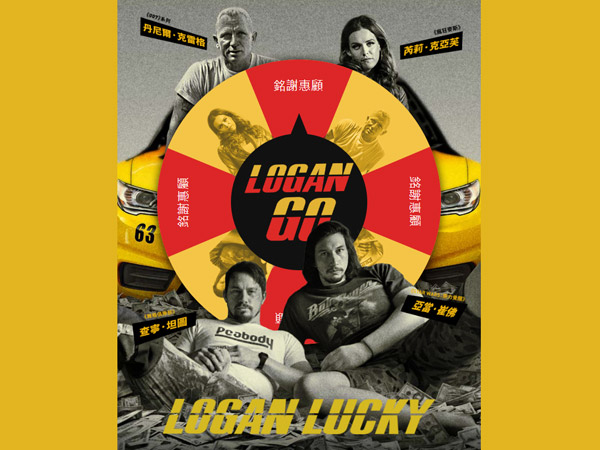 《007》系列
丹尼爾·克雷格
芮莉·克亞芙
銘謝惠顧
銘謝惠顧
銘謝惠顧
LOGAN
GO
63
查寧·坦圖
Peabody
亞當·崔佛
LOGAN LUCKY